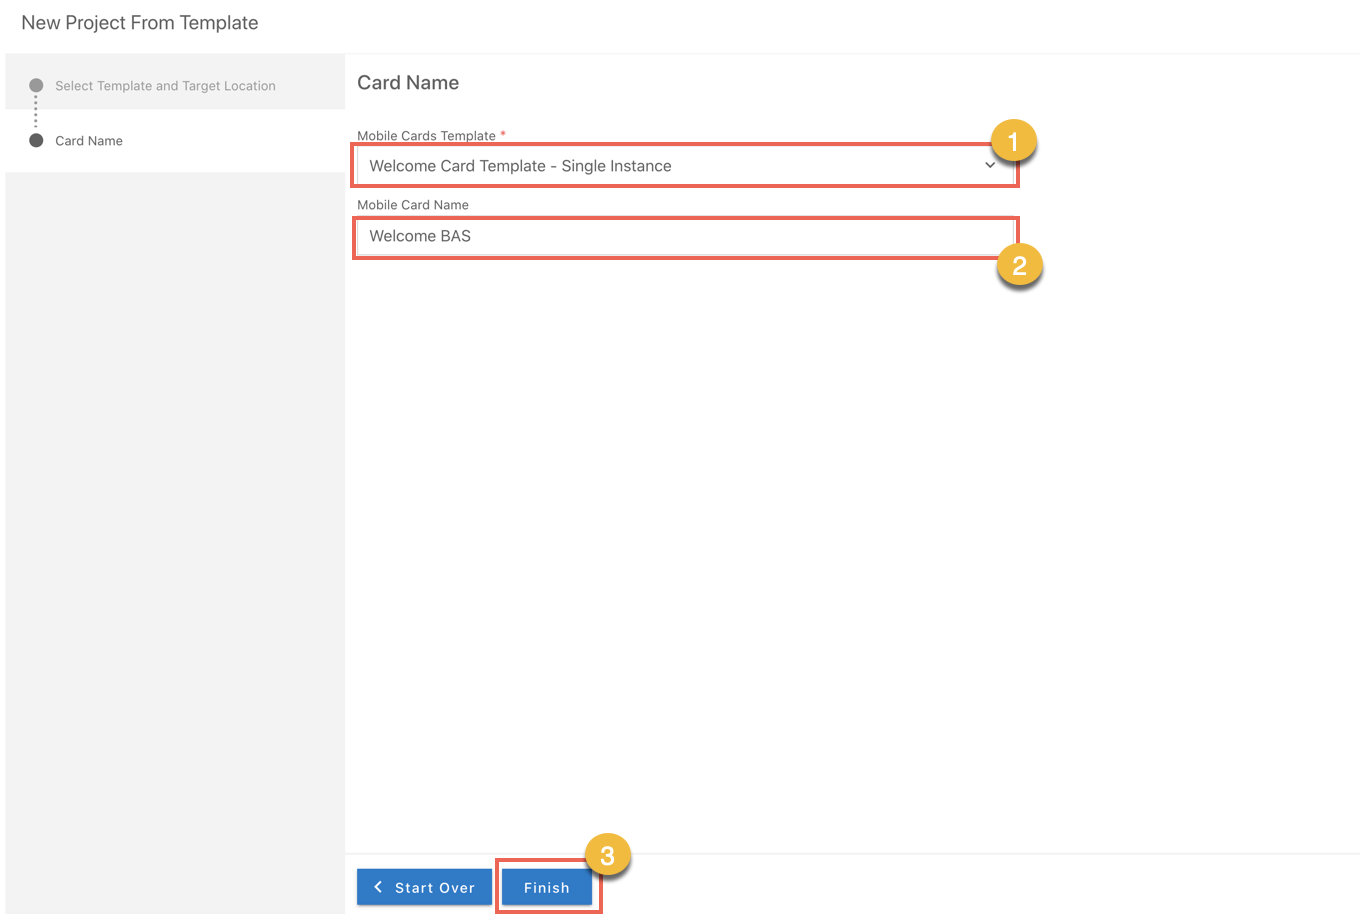 New Project From Template
Select Template and Target Location
Card Name
Card Name
Mobile Cards Template *
1
Welcome Card Template - Single Instance
Mobile Card Name
Welcome BAS
2
3
Start Over
Finish